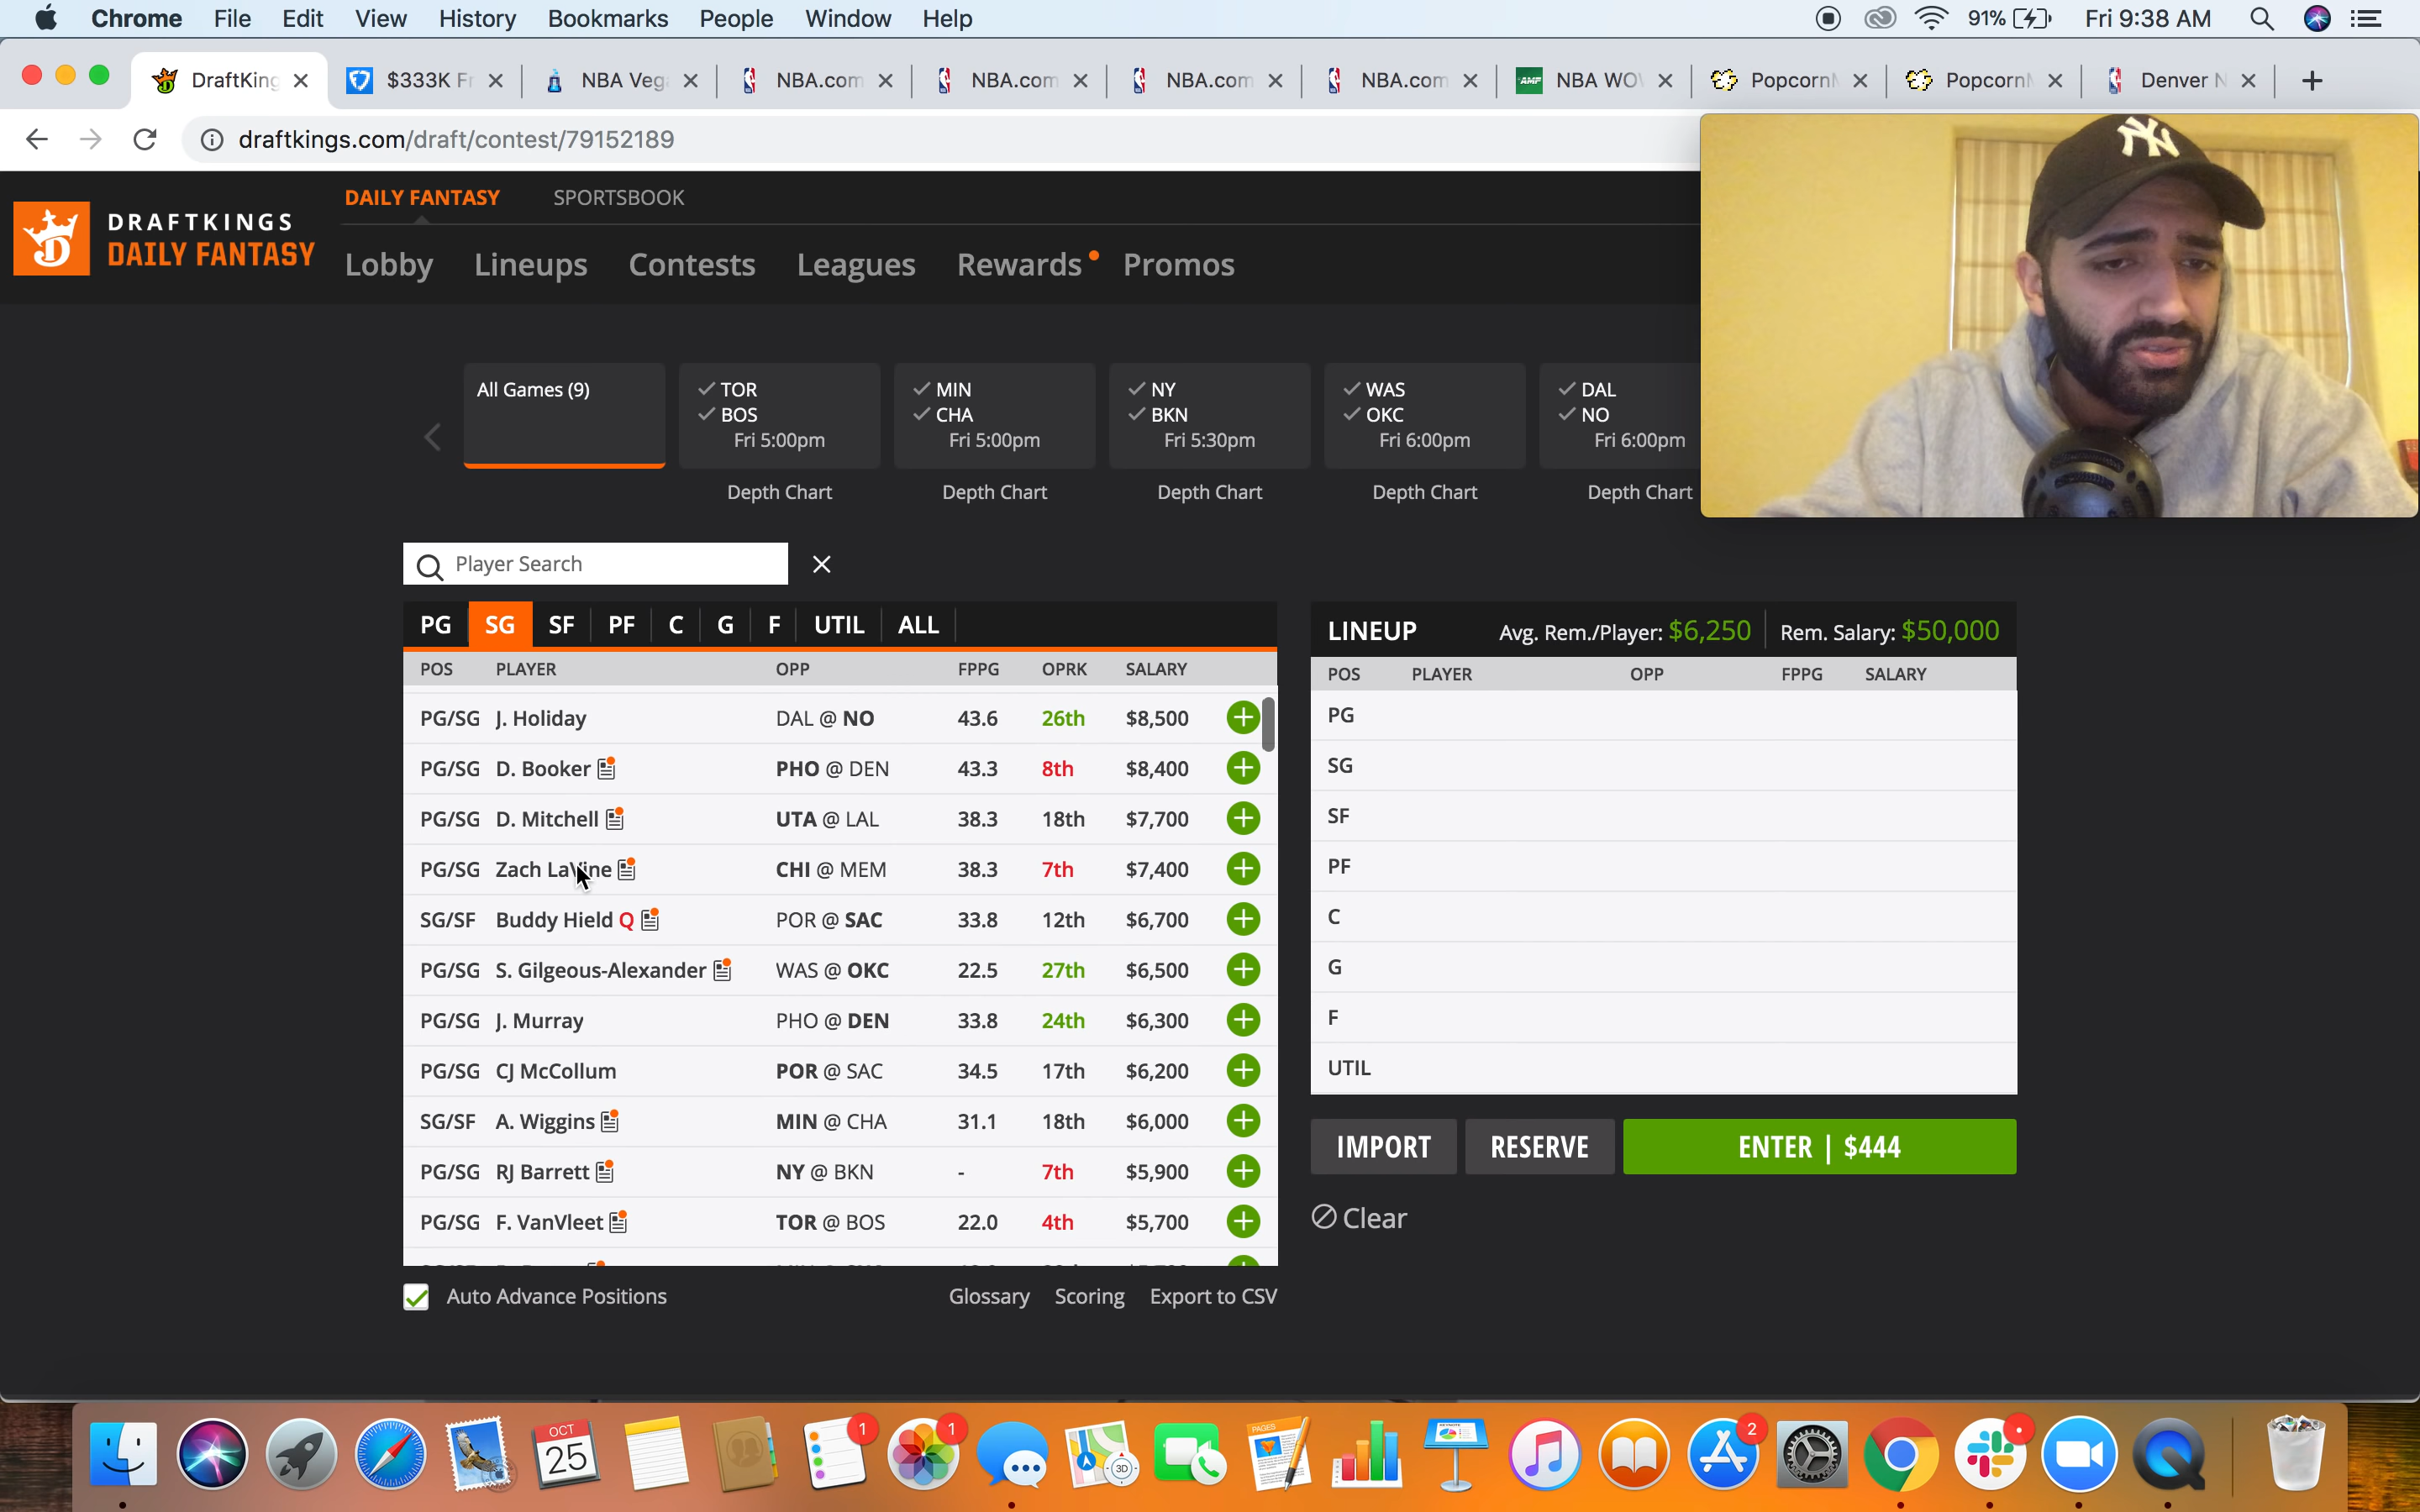 Chrome File Edit View History Bookmarks People Window Help 91% Fri 9:38 AM
DraftKing $333K Fr NBA Veg NBA.com NBA.com NBA.com NBA.com NBA WO Popcorn Popcorn Denver N
draftkings.com/draft/contest/79152189
DAILY FANTASY SPORTSBOOK
DRAFTKINGS
DAILY FANTASY
Lobby Lineups Contests Leagues Rewards Promos
All Games (9) TOR MIN NY WAS DAL
BOS CHA BKN OKC NO
Fri 5:00pm Fri 5:00pm Fri 5:30pm Fri 6:00pm Fri 6:00pm
Depth Chart Depth Chart Depth Chart Depth Chart Depth Chart
Player Search
PG SG SF PF C G F UTIL ALL
POS PLAYER OPP FPPG OPRK SALARY
PG/SG J. Holiday DAL @ NO 43.6 26th $8,500
PG/SG D. Booker PHO @ DEN 43.3 8th $8,400
PG/SG D. Mitchell UTA @ LAL 38.3 18th $7,700
PG/SG Zach LaVine CHI @ MEM 38.3 7th $7,400
SG/SF Buddy Hield Q POR @ SAC 33.8 12th $6,700
PG/SG S. Gilgeous-Alexander WAS @ OKC 22.5 27th $6,500
PG/SG J. Murray PHO @ DEN 33.8 24th $6,300
PG/SG CJ McCollum POR @ SAC 34.5 17th $6,200
SG/SF A. Wiggins MIN @ CHA 31.1 18th $6,000
PG/SG RJ Barrett NY @ BKN - 7th $5,900
PG/SG F. VanVleet TOR @ BOS 22.0 4th $5,700
Auto Advance Positions Glossary Scoring Export to CSV
LINEUP Avg. Rem./Player: $6,250 Rem. Salary: $50,000
POS PLAYER OPP FPPG SALARY
PG
SG
SF
PF
C
G
F
UTIL
IMPORT RESERVE ENTER | $444
Clear
NY
AMF
OCT
25
1
1
3D
PAGES
2